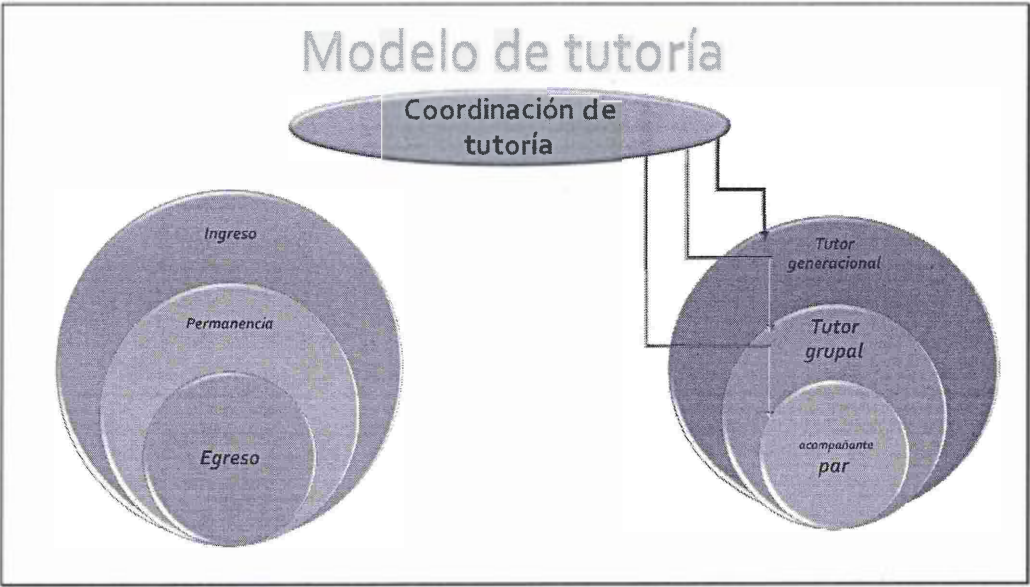 Modelo de tutoría
Coordinación de
tutoría
Ingreso
Permanencia
Egreso
Tutor
generacional
Tutor
grupal
acompañante
par